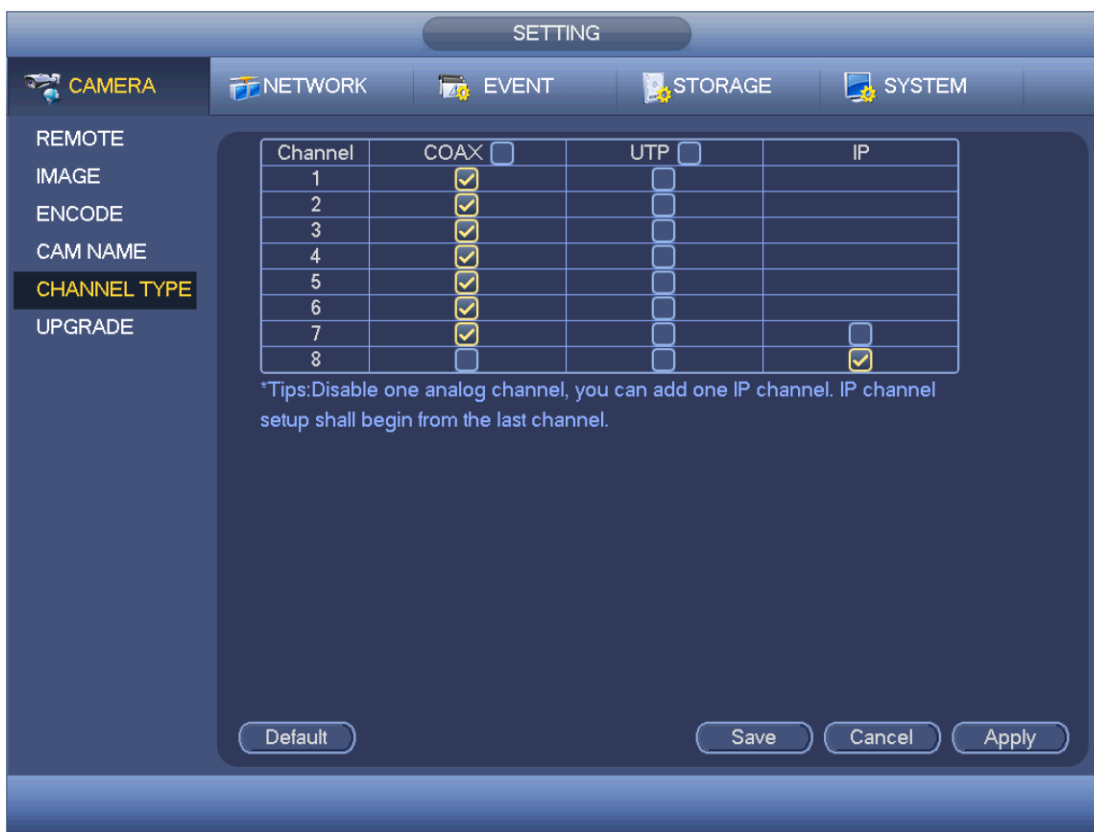 SETTING
CAMERA NETWORK EVENT STORAGE SYSTEM
REMOTE
IMAGE
ENCODE
CAM NAME
CHANNEL TYPE
UPGRADE
Channel COAX UTP IP
1
2
3
4
5
6
7
8
*Tips:Disable one analog channel, you can add one IP channel. IP channel
setup shall begin from the last channel.
Default Save Cancel Apply